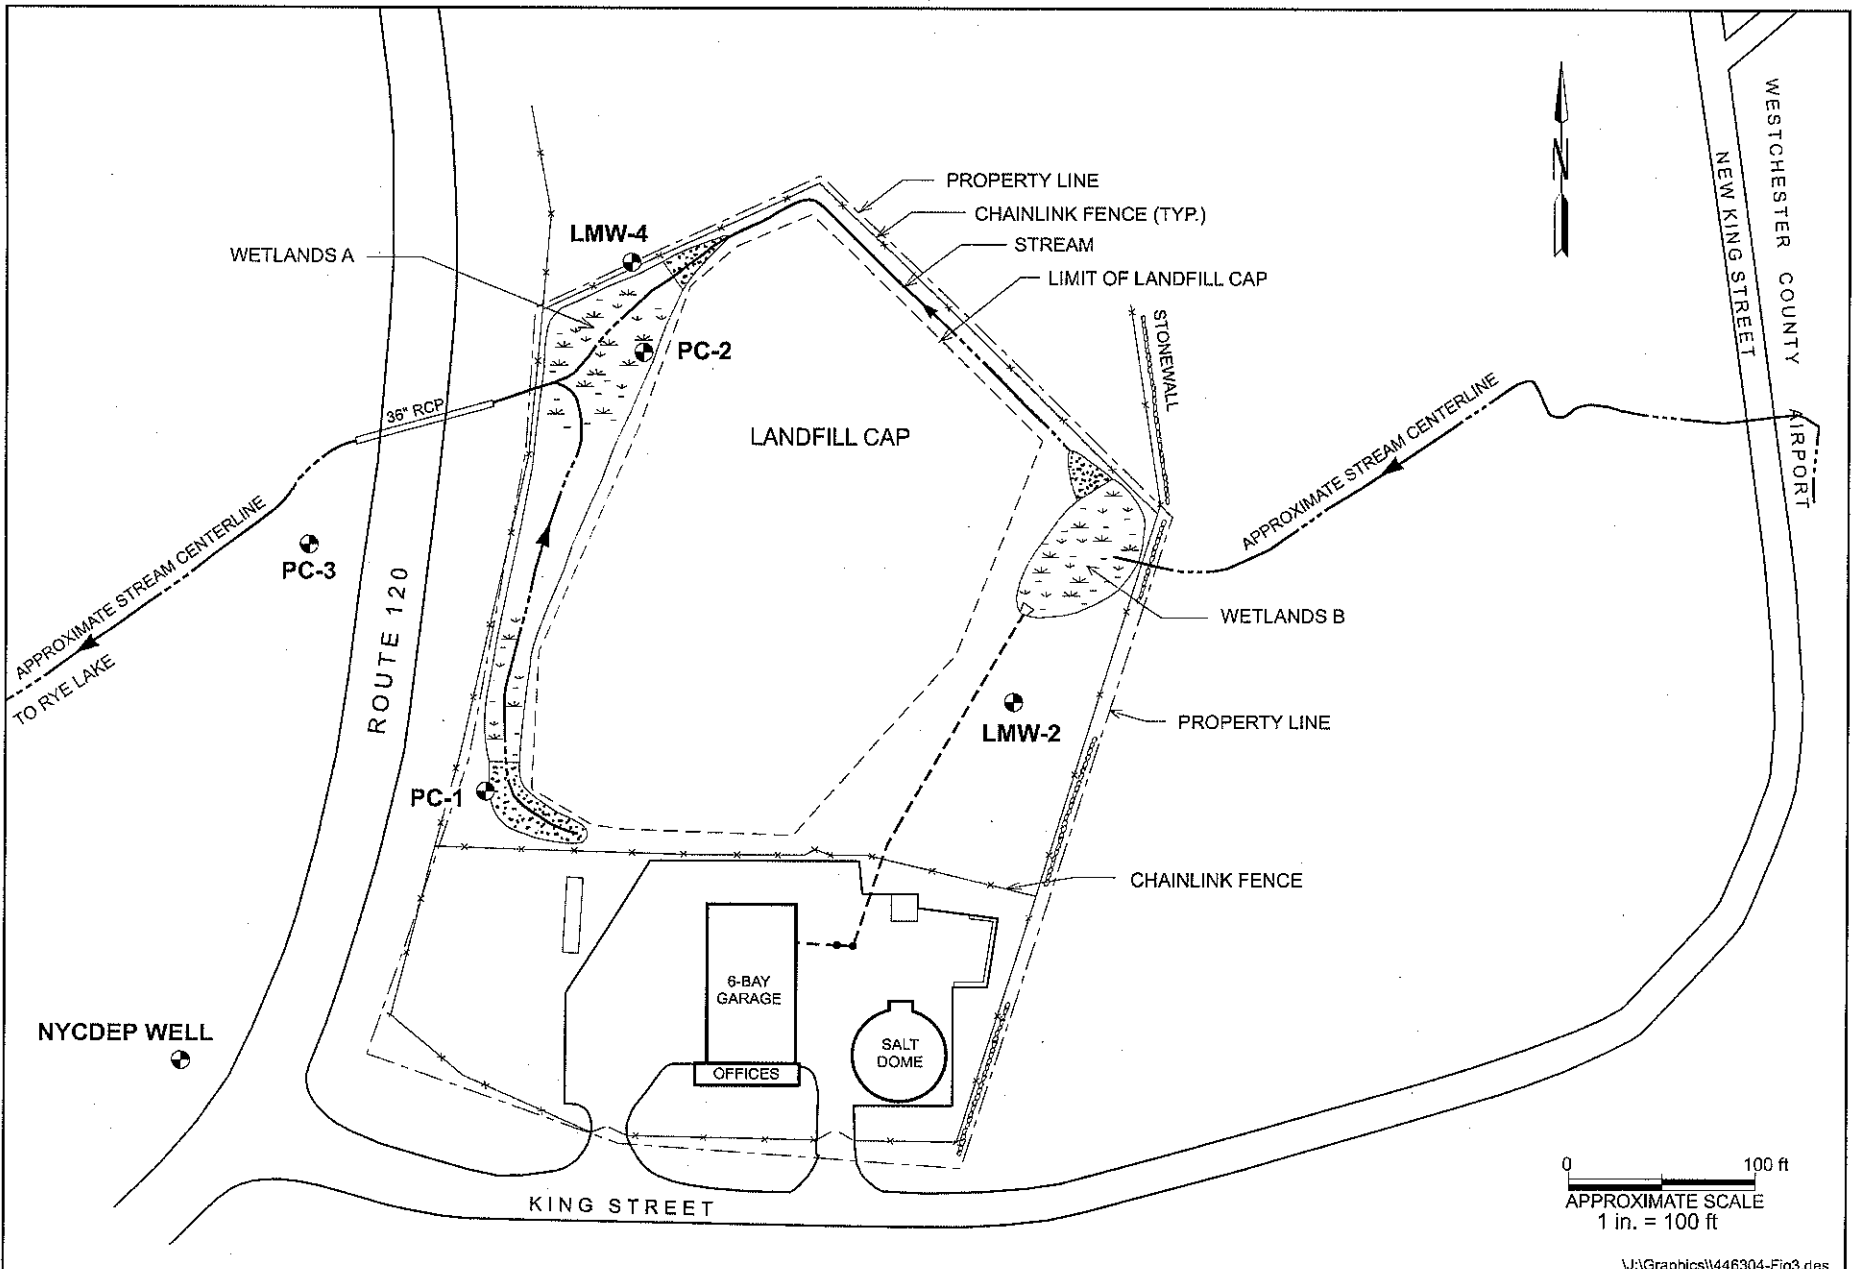 PROPERTY LINE
CHAINLINK FENCE (TYP.)
STREAM
LIMIT OF LANDFILL CAP
LMW-4
WETLANDS A
PC-2
36" RCP
LANDFILL CAP
STONEWALL
N
NEW KING STREET
WESTCHESTER COUNTY AIRPORT
APPROXIMATE STREAM CENTERLINE
APPROXIMATE STREAM CENTERLINE
TO RYE LAKE
PC-3
ROUTE 120
WETLANDS B
LMW-2
PROPERTY LINE
PC-1
CHAINLINK FENCE
6-BAY
GARAGE
OFFICES
SALT
DOME
NYCDEP WELL
KING STREET
0 100 ft
APPROXIMATE SCALE
1 in. = 100 ft
\J:\Graphics\\446304-Fig3.des